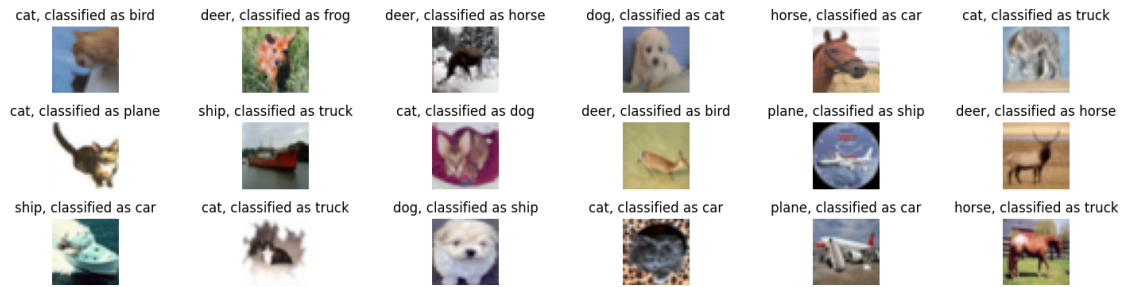 cat, classified as bird
deer, classified as frog
deer, classified as horse
dog, classified as cat
horse, classified as car
cat, classified as truck
cat, classified as plane
ship, classified as truck
cat, classified as dog
deer, classified as bird
plane, classified as ship
deer, classified as horse
ship, classified as car
cat, classified as truck
dog, classified as ship
cat, classified as car
plane, classified as car
horse, classified as truck